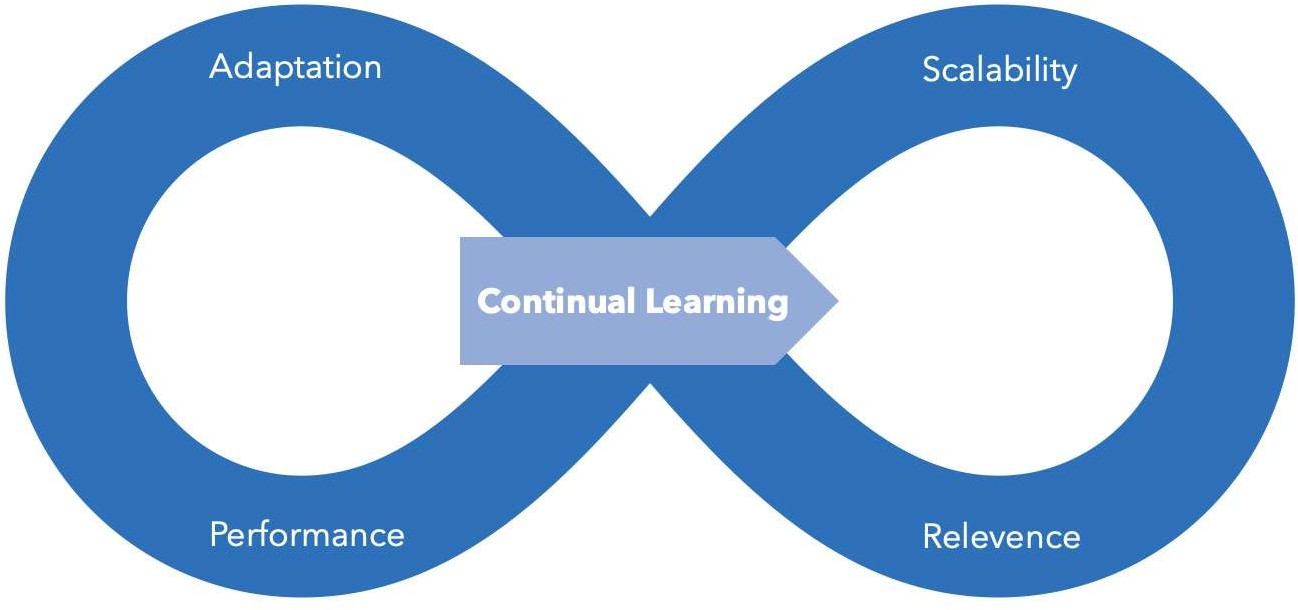 Adaptation
Scalability
Continual Learning
Performance
Relevence